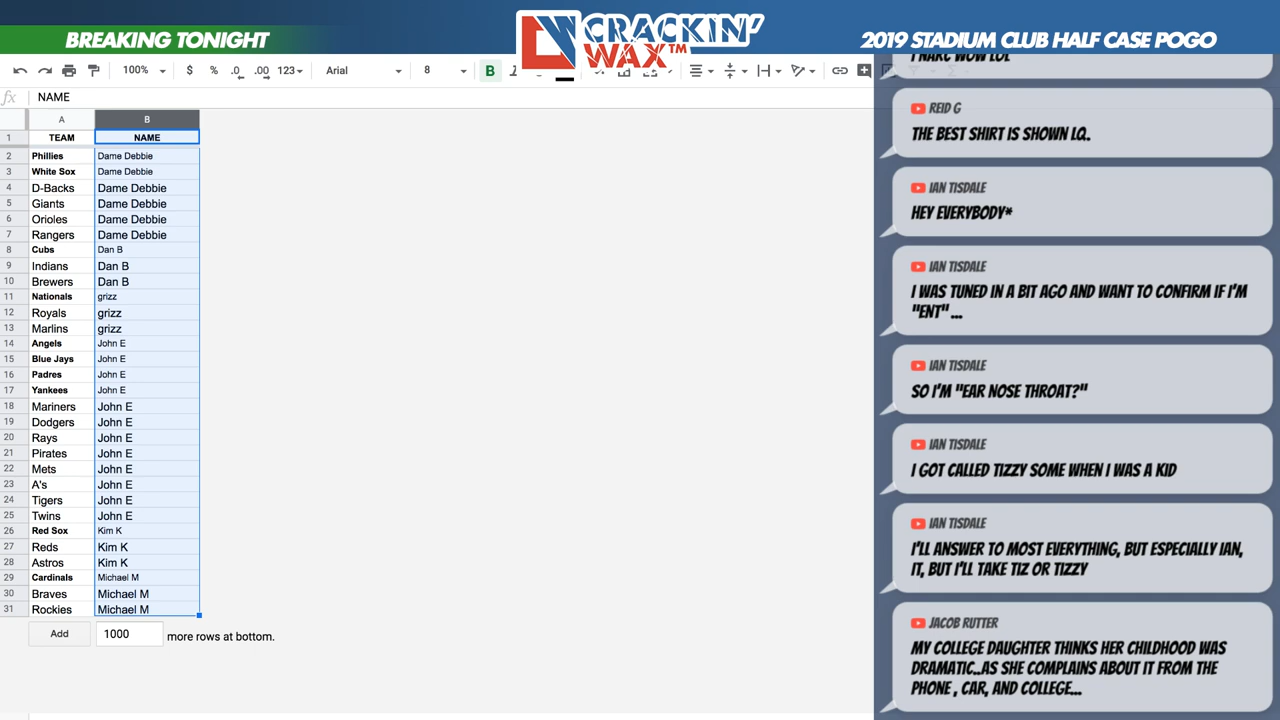 BREAKING TONIGHT
CRACKIN'
WAX™
2019 STADIUM CLUB HALF CASE POGO
100% $ % .0 .00 123 Arial 8 B
fx NAME
A B
1 TEAM NAME
2 Phillies Dame Debbie
3 White Sox Dame Debbie
4 D-Backs Dame Debbie
5 Giants Dame Debbie
6 Orioles Dame Debbie
7 Rangers Dame Debbie
8 Cubs Dan B
9 Indians Dan B
10 Brewers Dan B
11 Nationals grizz
12 Royals grizz
13 Marlins grizz
14 Angels John E
15 Blue Jays John E
16 Padres John E
17 Yankees John E
18 Mariners John E
19 Dodgers John E
20 Rays John E
21 Pirates John E
22 Mets John E
23 A's John E
24 Tigers John E
25 Twins John E
26 Red Sox Kim K
27 Reds Kim K
28 Astros Kim K
29 Cardinals Michael M
30 Braves Michael M
31 Rockies Michael M
Add 1000 more rows at bottom.
REID G
THE BEST SHIRT IS SHOWN LQ..
IAN TISDALE
HEY EVERYBODY*
IAN TISDALE
I WAS TUNED IN A BIT AGO AND WANT TO CONFIRM IF I'M
"ENT" ...
IAN TISDALE
SO I'M "EAR NOSE THROAT?"
IAN TISDALE
I GOT CALLED TIZZY SOME WHEN I WAS A KID
IAN TISDALE
I'LL ANSWER TO MOST EVERYTHING, BUT ESPECIALLY IAN,
IT, BUT I'LL TAKE TIZ OR TIZZY
JACOB RUTTER
MY COLLEGE DAUGHTER THINKS HER CHILDHOOD WAS
DRAMATIC..AS SHE COMPLAINS ABOUT IT FROM THE
PHONE , CAR, AND COLLEGE...